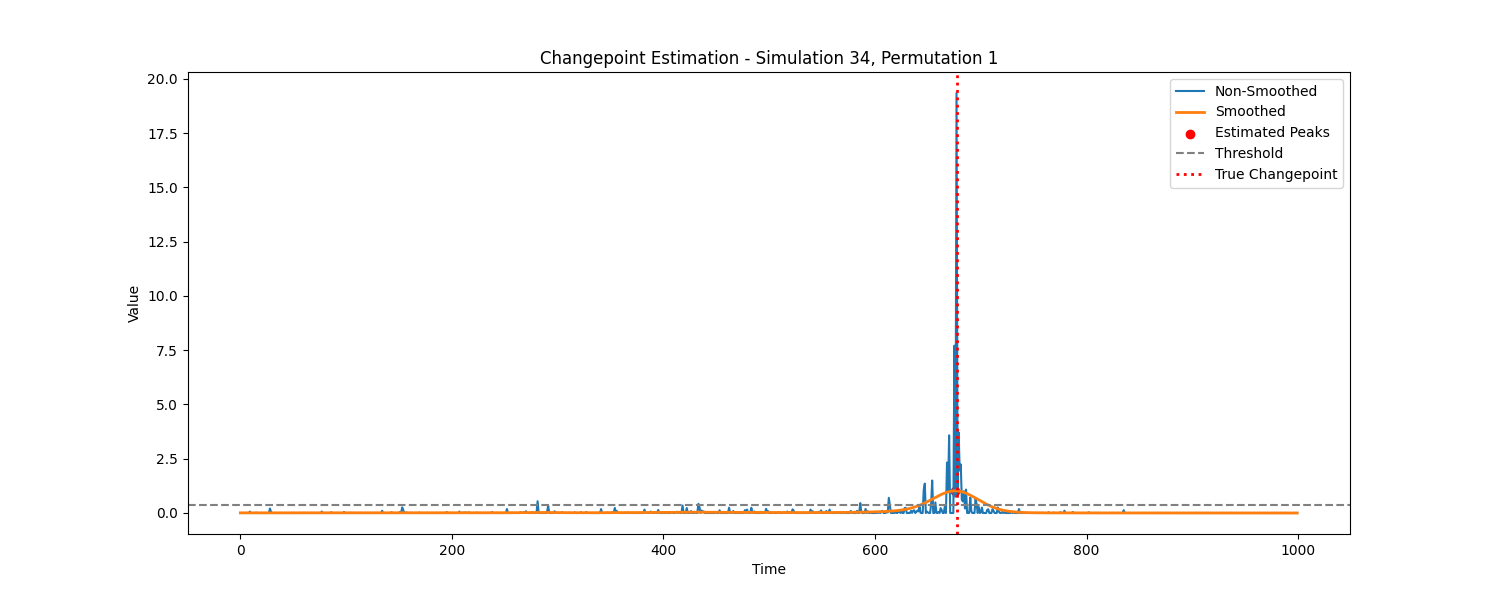 Changepoint Estimation - Simulation 34, Permutation 1
20.0
17.5
15.0
12.5
10.0
7.5
5.0
2.5
0.0
Value
Non-Smoothed
Smoothed
Estimated Peaks
Threshold
True Changepoint
0
200
400
600
800
1000
Time